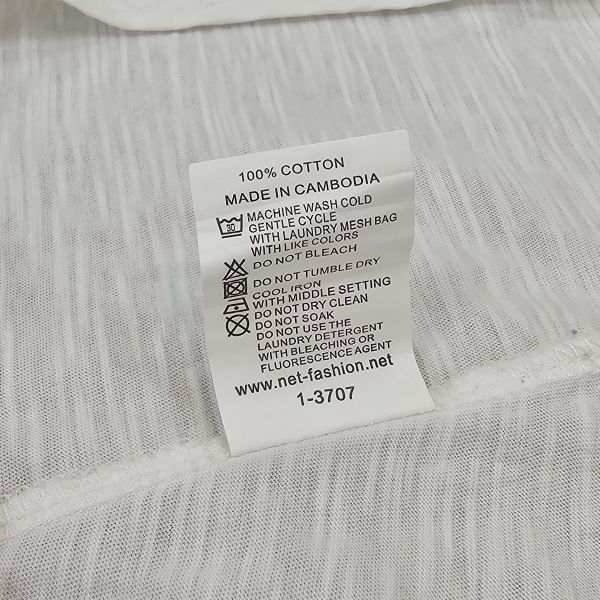 100% COTTON
MADE IN CAMBODIA
30
MACHINE WASH COLD
GENTLE CYCLE
WITH LAUNDRY MESH BAG
WITH LIKE COLORS
DO NOT BLEACH
DO NOT TUMBLE DRY
COOL IRON
WITH MIDDLE SETTING
DO NOT DRY CLEAN
DO NOT SOAK
DO NOT USE THE
LAUNDRY DETERGENT
WITH BLEACHING OR
FLUORESCENCE AGENT
www.net-fashion.net
1-3707